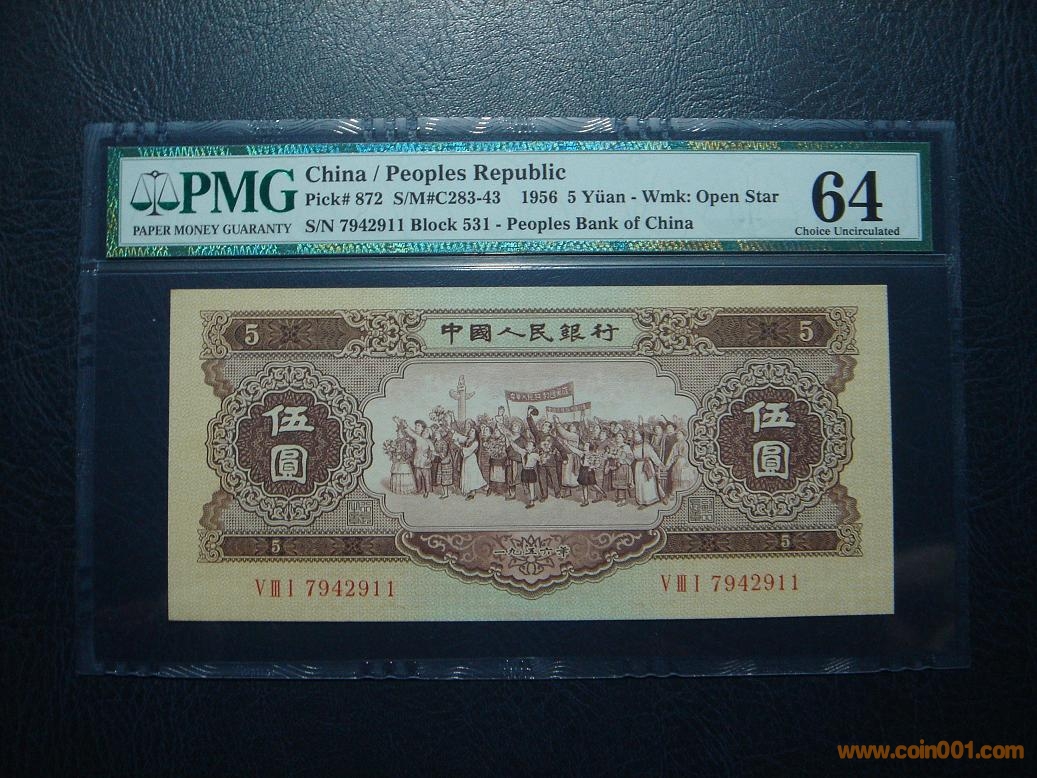 PMG
PAPER MONEY GUARANTY
China / Peoples Republic
Pick# 872 S/M#C283-43 1956 5 Yüan - Wmk: Open Star
S/N 7942911 Block 531 - Peoples Bank of China
64
Choice Uncirculated
5
中國人民銀行
5
伍圓
伍圓
5
一九五六年
5
V III I 7942911
V III I 7942911
www.coin001.com